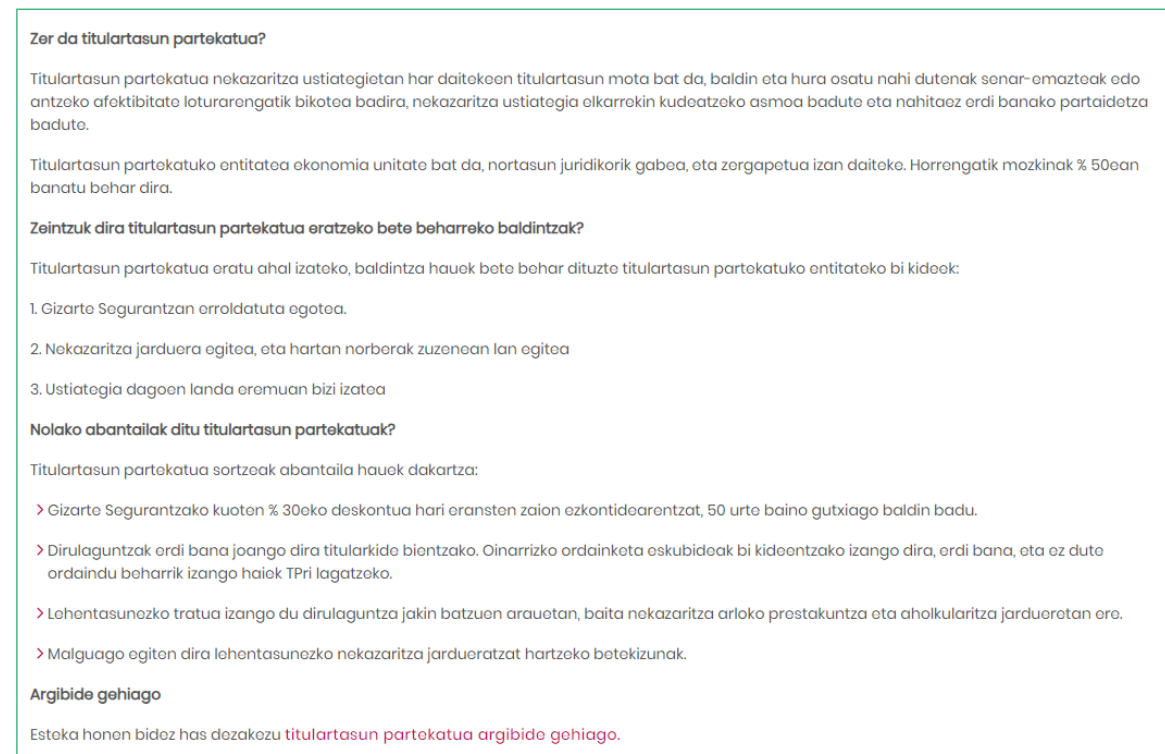 Zer da titulartasun partekatua?
Titulartasun partekatua nekazaritza ustiategietan har daitekeen titulartasun mota bat da, baldin eta hura osatu nahi dutenak senar-emazteak edo
antzeko afektibitate loturarengatik bikotea badira, nekazaritza ustiategia elkarrekin kudeatzeko asmoa badute eta nahitaez erdi banako partaidetza
badute.
Titulartasun partekatuko entitatea ekonomia unitate bat da, nortasun juridikorik gabea, eta zergapetua izan daiteke. Horrengatik mozkinak % 50ean
banatu behar dira.
Zeintzuk dira titulartasun partekatua eratzeko bete beharreko baldintzak?
Titulartasun partekatua eratu ahal izateko, baldintza hauek bete behar dituzte titulartasun partekatuko entitateko bi kideek:
1. Gizarte Segurantzan erroldatuta egotea.
2. Nekazaritza jarduera egitea, eta hartan norberak zuzenean lan egitea
3. Ustiategia dagoen landa eremuan bizi izatea
Nolako abantailak ditu titulartasun partekatuak?
Titulartasun partekatua sortzeak abantaila hauek dakartza:
> Gizarte Segurantzako kuoten % 30eko deskontua hari eransten zaion ezkontidearentzat, 50 urte baino gutxiago baldin badu.
> Dirulaguntzak erdi bana joango dira titularkide bientzako. Oinarrizko ordainketa eskubideak bi kideentzako izango dira, erdi bana, eta ez dute
ordaindu beharrik izango haiek TPri lagatzeko.
> Lehentasunezko tratua izango du dirulaguntza jakin batzuen arauetan, baita nekazaritza arloko prestakuntza eta aholkularitza jardueretan ere.
> Malguago egiten dira lehentasunezko nekazaritza jardueratzat hartzeko betekizunak.
Argibide gehiago
Esteka honen bidez has dezakezu titulartasun partekatua argibide gehiago.